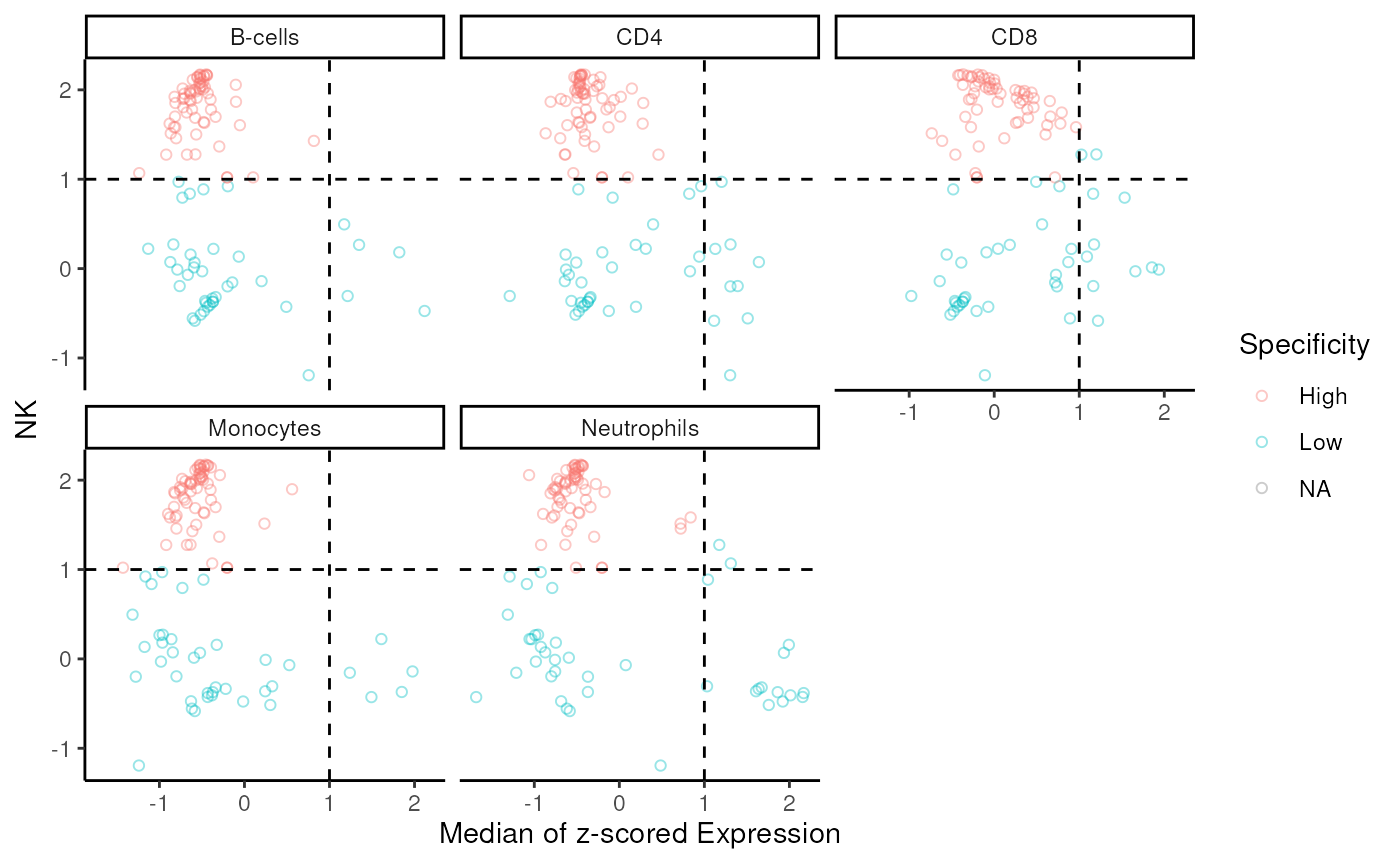 B-cells CD4 CD8
2
1
0
-1
NK
-1 0 1 2
Monocytes Neutrophils
2
1
0
-1
-1 0 1 2 -1 0 1 2
Median of z-scored Expression
Specificity
High
Low
NA